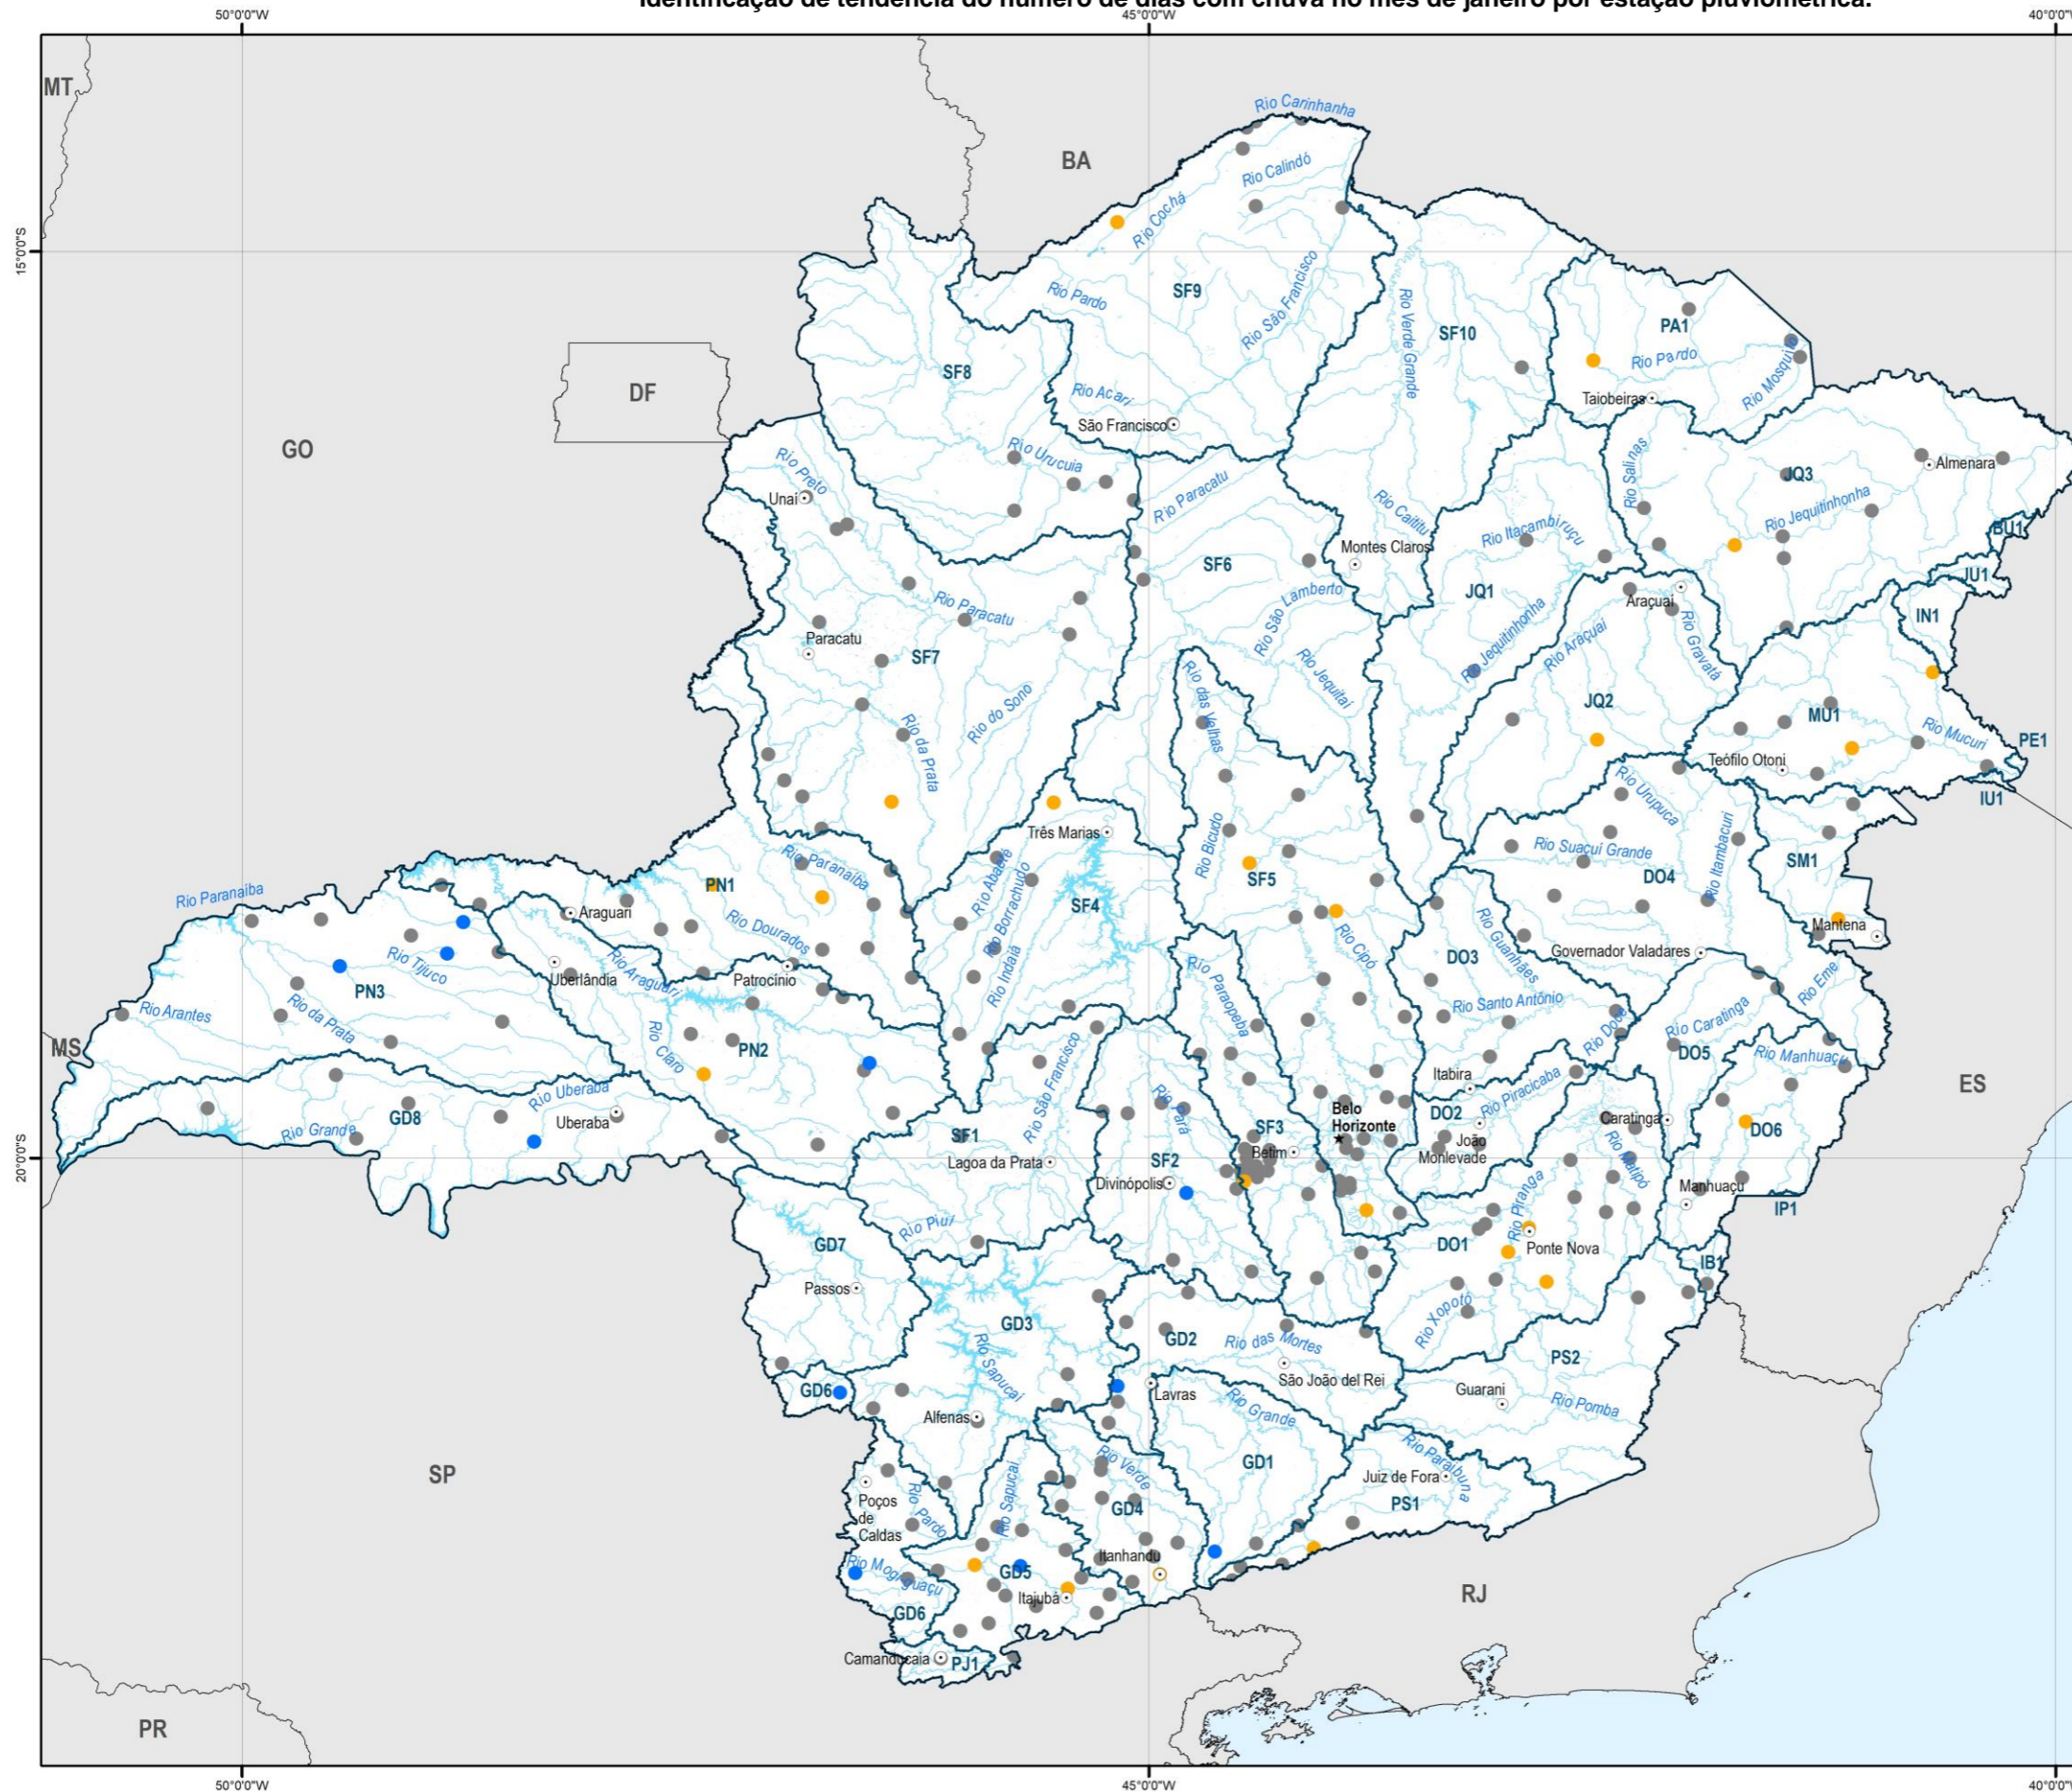 Identificação de tendência do número de dias com chuva no mês de janeiro por estação pluviométrica.
50°0'0"W
45°0'0"W
MT
Rio Carinhanha
BA
Rio Calindó
Rio Cochá
15°0'0"S
Rio Pardo
SF9
Rio São Francisco
Rio Verde Grande
SF10
PA1
Rio Pardo
Rio Mosquito
SF8
DF
Rio Acari
Taiobeiras
São Francisco
GO
Rio Urucuia
Rio Preto
Unaí
Rio Paracatu
Rio Caititu
Rio Salinas
JQ3
Almenara
Rio Jequitinhonha
BU1
Rio Itacambiruçu
Montes Claros
SF6
JU1
JQ1
Araçuaí
Rio Paracatu
Rio São Lamberto
IN1
Paracatu
SF7
Rio Jequitinhonha
Rio Araçuaí
Rio Gravatá
Rio das Velhas
Rio Jequitaí
JQ2
MU1
Rio do Sono
Rio da Prata
Rio Mucuri
PE1
Teófilo Otoni
IU1
Rio Urupuca
Três Marias
Rio Bicudo
Rio Suaçuí Grande
Rio Itambacuri
SM1
Rio Paranaíba
PN1
Rio Abaeté
Rio Borrachudo
SF5
DO4
Rio Paranaíba
SF4
Araguari
Rio Dourados
Mantena
Rio Cipó
Rio Guanhães
Governador Valadares
Rio Tijuco
Uberlândia
Rio Araguari
Patrocínio
Rio Indaiá
Rio Paraopeba
DO3
Rio Eme
PN3
Rio da Prata
Rio Arantes
Rio Santo Antônio
Rio Caratinga
Rio Doce
MS
Rio Claro
PN2
Rio São Francisco
DO5
Rio Manhuaçu
Itabira
Rio Piracicaba
ES
Rio Uberaba
Uberaba
Rio Pará
Belo
Horizonte
DO2
Caratinga
GD8
Rio Grande
SF1
SF3
João
Monlevade
DO6
20°0'0"S
Lagoa da Prata
SF2
Betim
Rio Matipó
Divinópolis
Manhuaçu
Rio Piranga
IP1
Rio Piuí
GD7
DO1
Ponte Nova
IB1
Passos
Rio Xopotó
GD3
GD2
Rio das Mortes
PS2
Rio Sapucaí
GD6
São João del Rei
Lavras
Guarani
Rio Pomba
Alfenas
Rio Grande
SP
GD1
Rio Paraibuna
Juiz de Fora
Rio Verde
Rio Sapucaí
Poços
de
Caldas
Rio Pardo
GD4
PS1
Itanhandu
Rio Mogi-Guaçu
GD5
Itajubá
GD6
RJ
Camanducaia
PJ1
PR
50°0'0"W
45°0'0"W